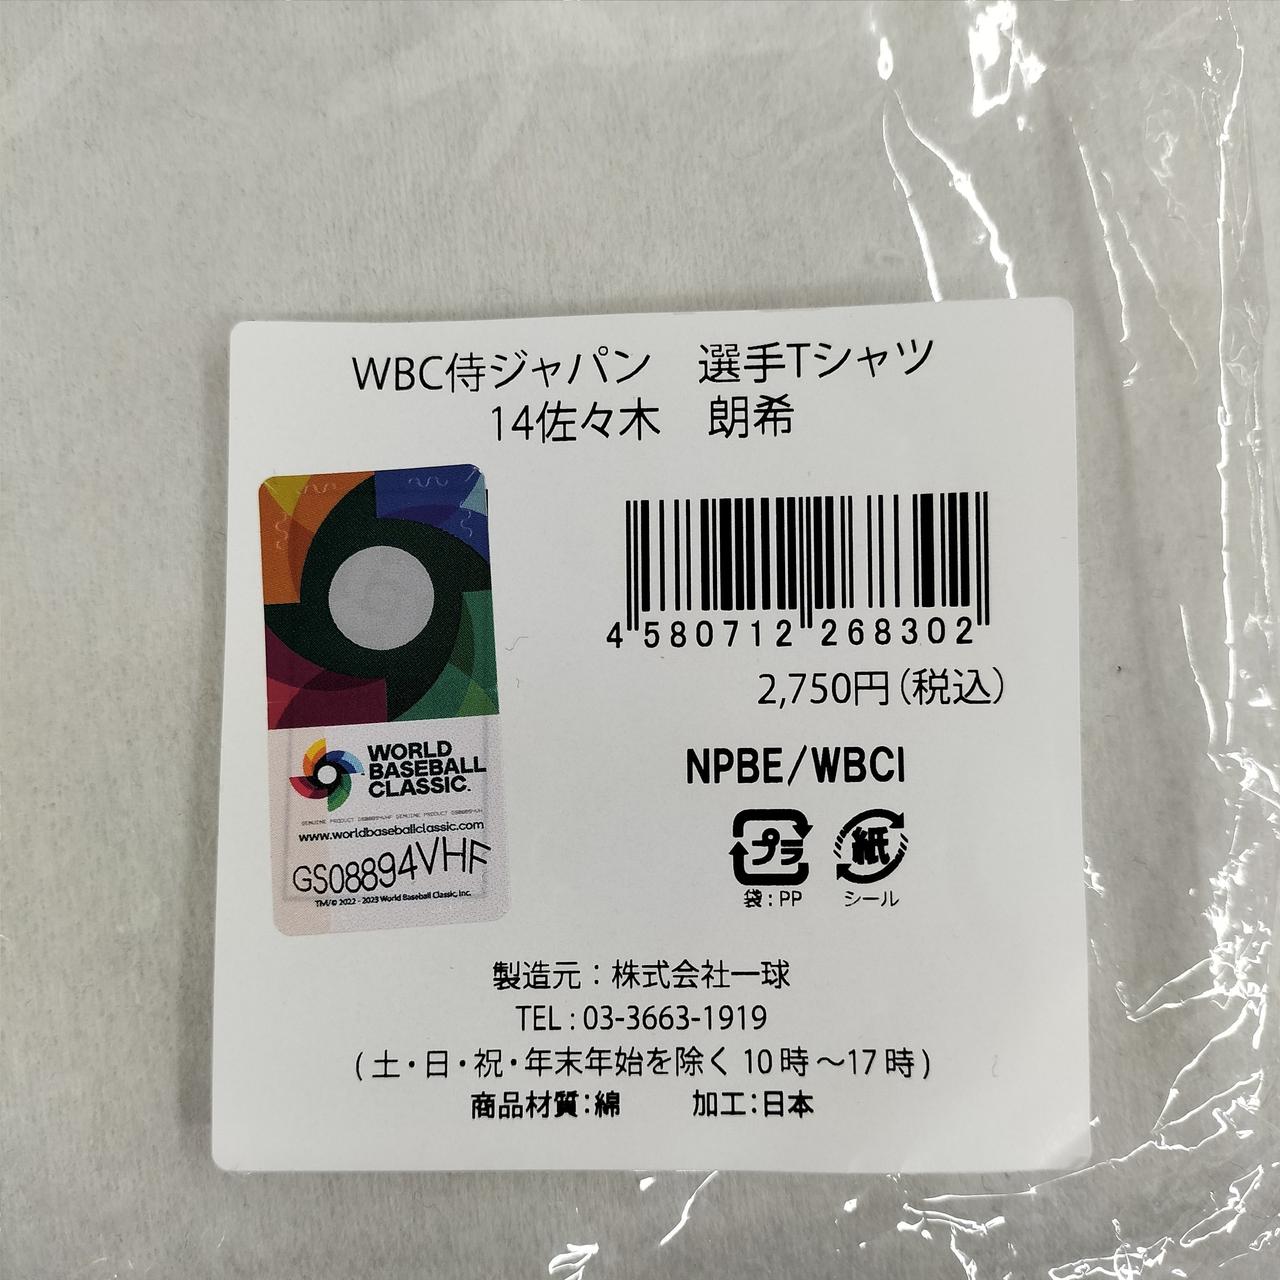 WBC侍ジャパン　選手Tシャツ
14佐々木　朗希
4 580712 268302
2,750円（税込）
WORLD
BASEBALL
CLASSIC.
www.worldbaseballclassic.com
GS08894VHF
TM/© 2022 - 2023 World Baseball Classic, Inc.
NPBE/WBCI
プラ
紙
袋：PP
シール
製造元：株式会社一球
TEL : 03-3663-1919
( 土・日・祝・年末年始を除く 10 時～17 時 )
商品材質：綿　　加工：日本